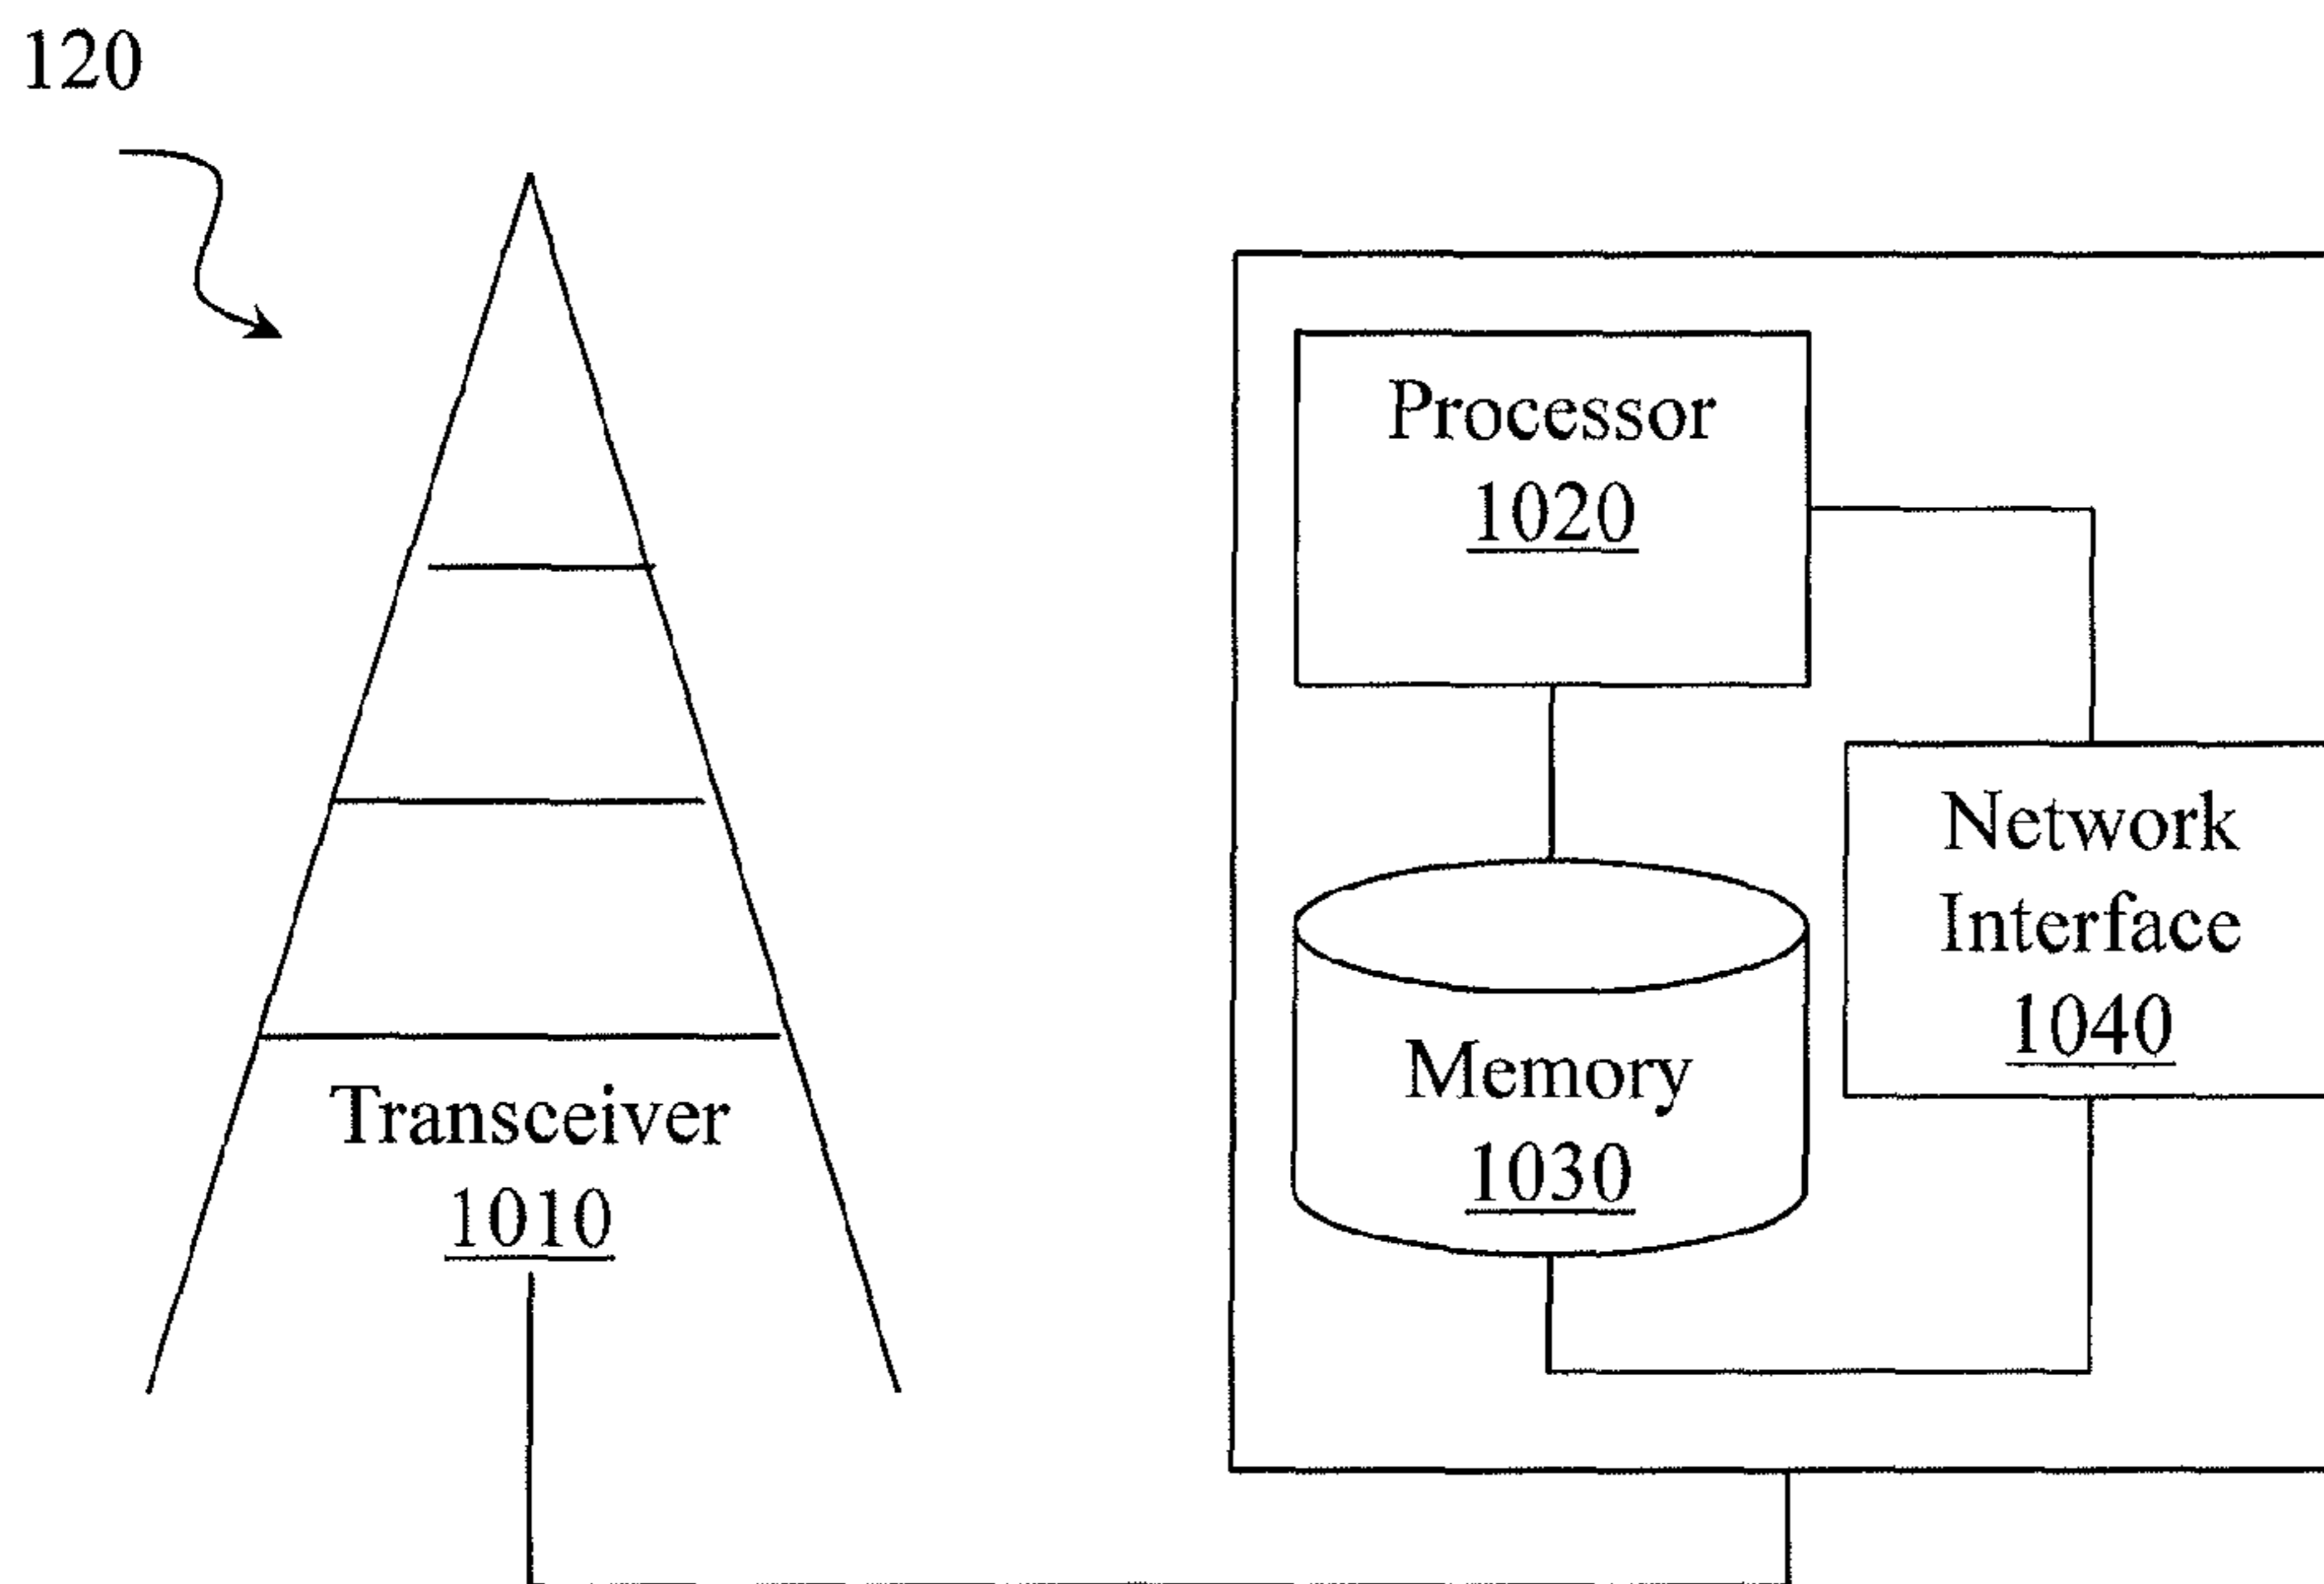 120
Processor
1020
Network
Interface
1040
Memory
1030
Transceiver
1010